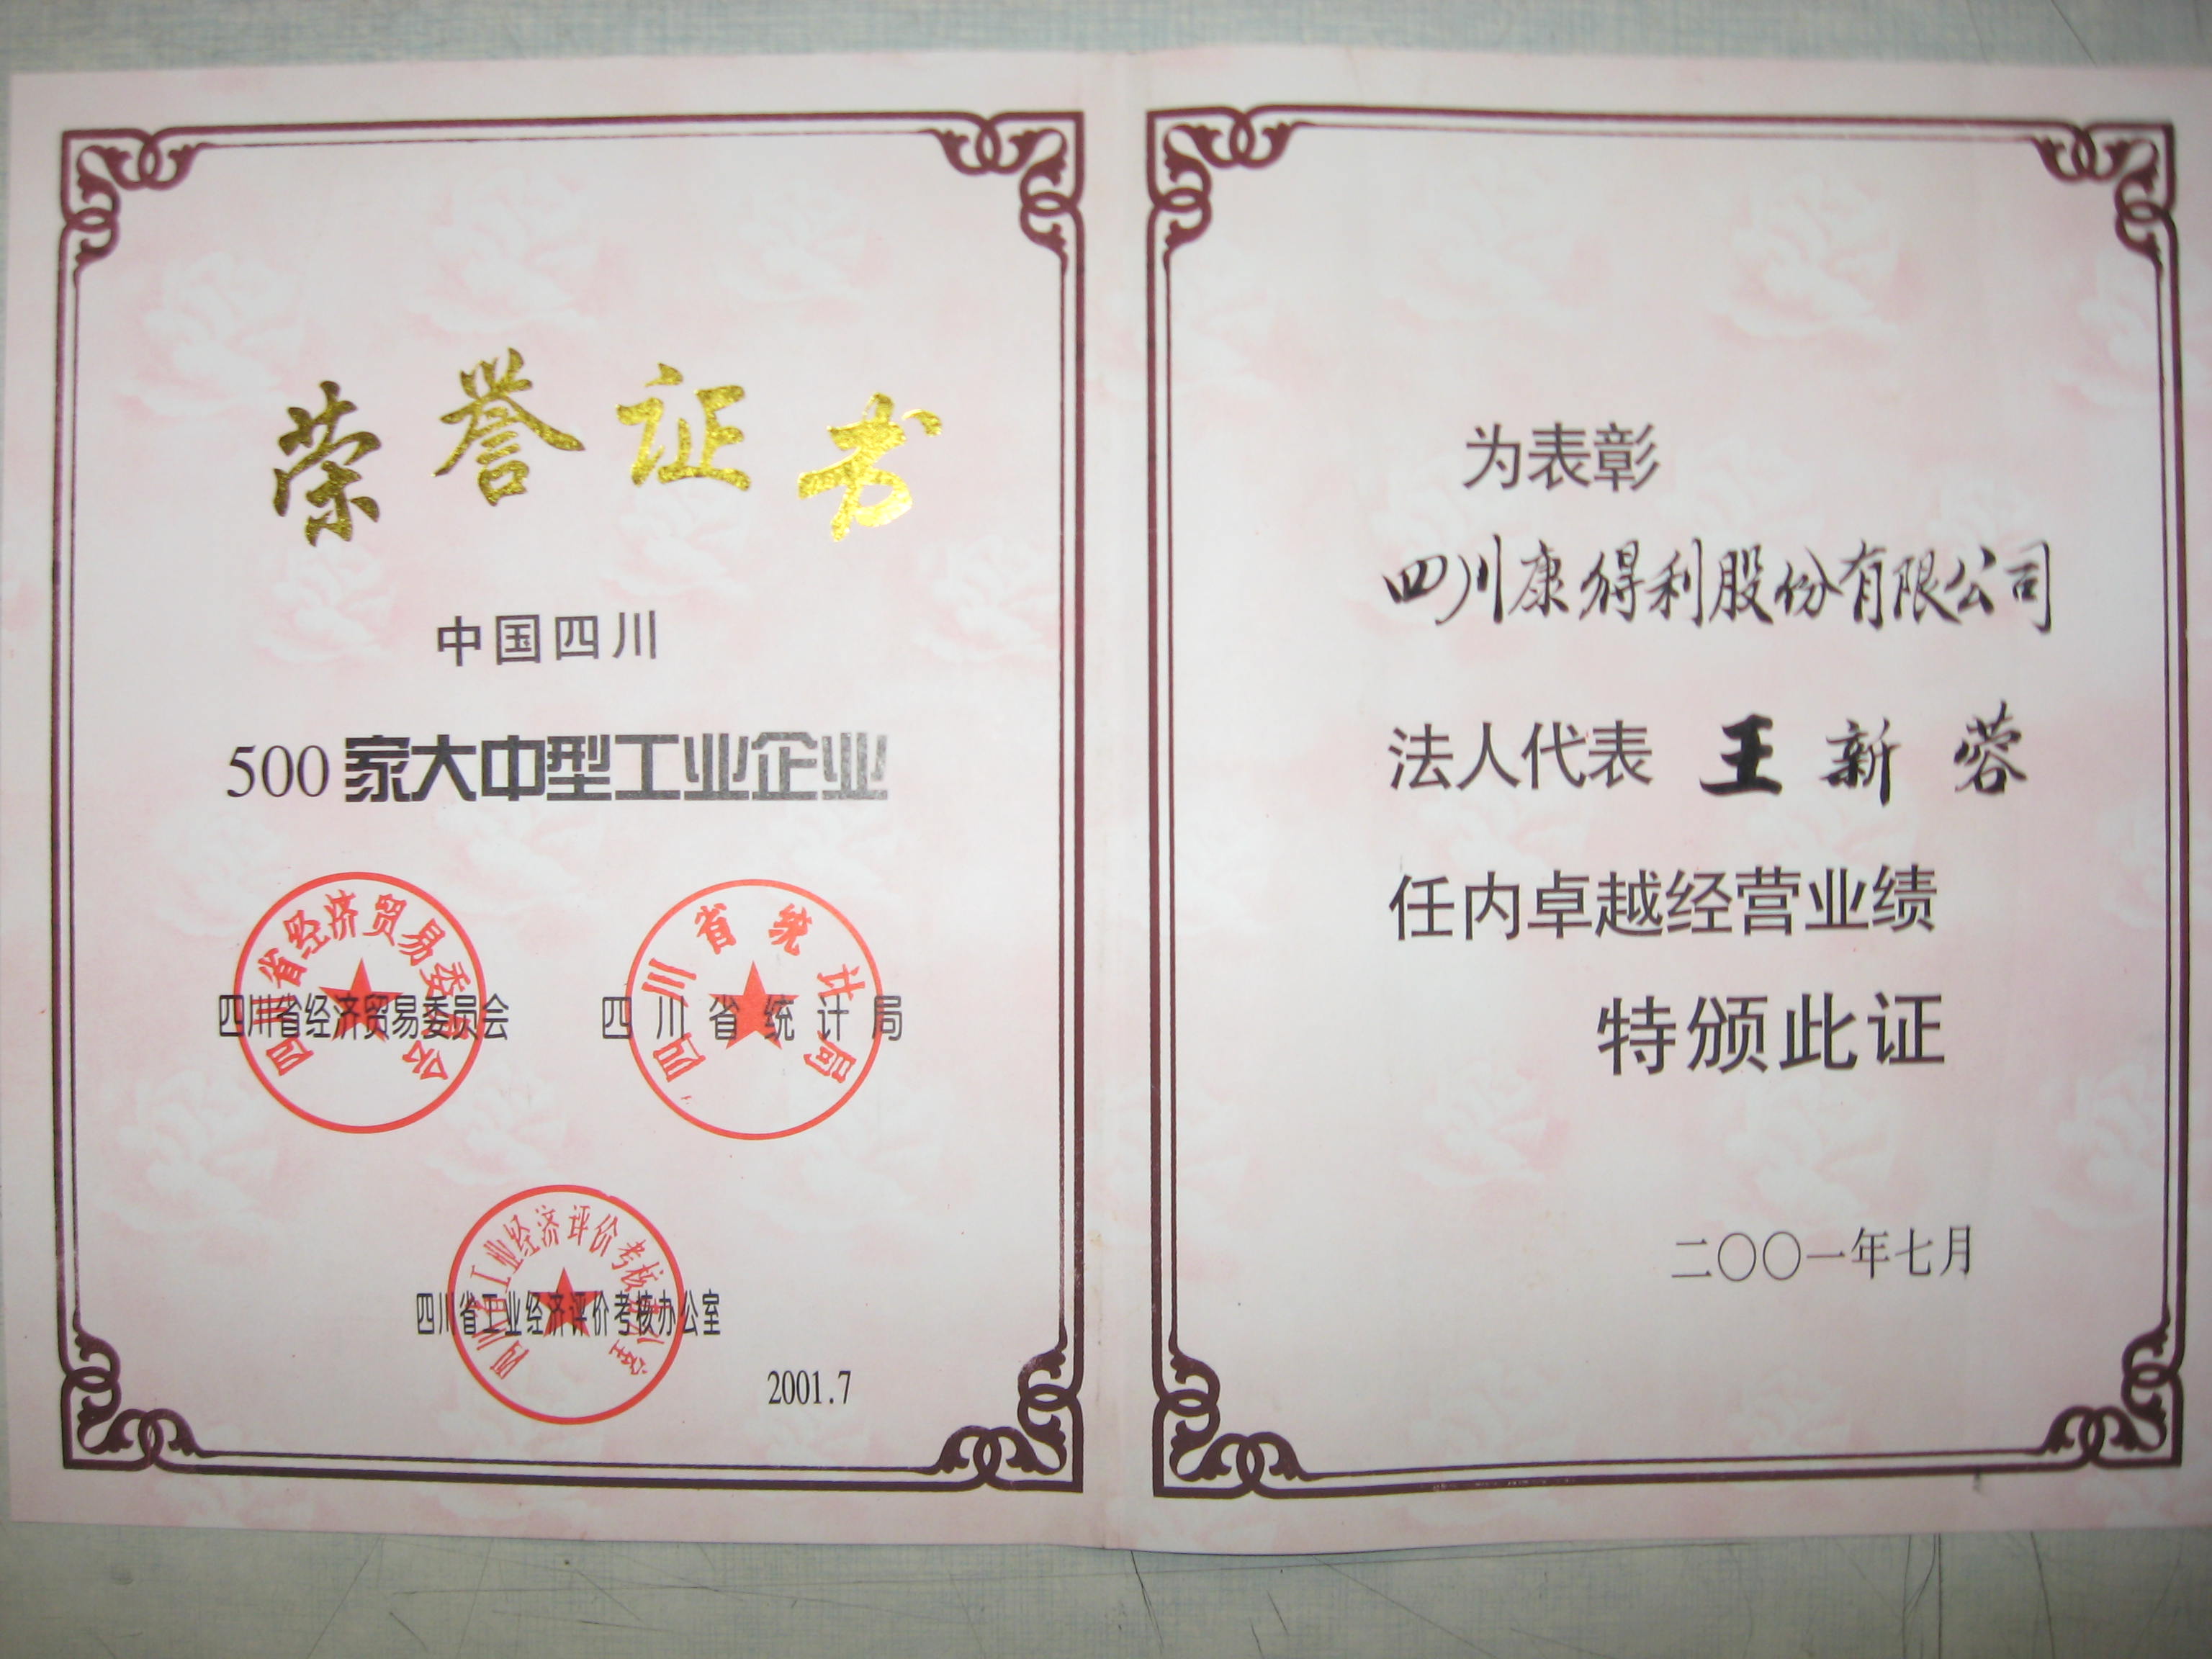 荣誉证书
中国四川
500家大中型工业企业
四川省经济贸易委员会
四川省经济贸易委员会
四川省统计局
四川省统计局
四川省工业经济评价考核办公室
四川省工业经济评价考核办公室
2001.7
为表彰
四川康得利股份有限公司
法人代表 王新蓉
任内卓越经营业绩
特颁此证
二〇〇一年七月